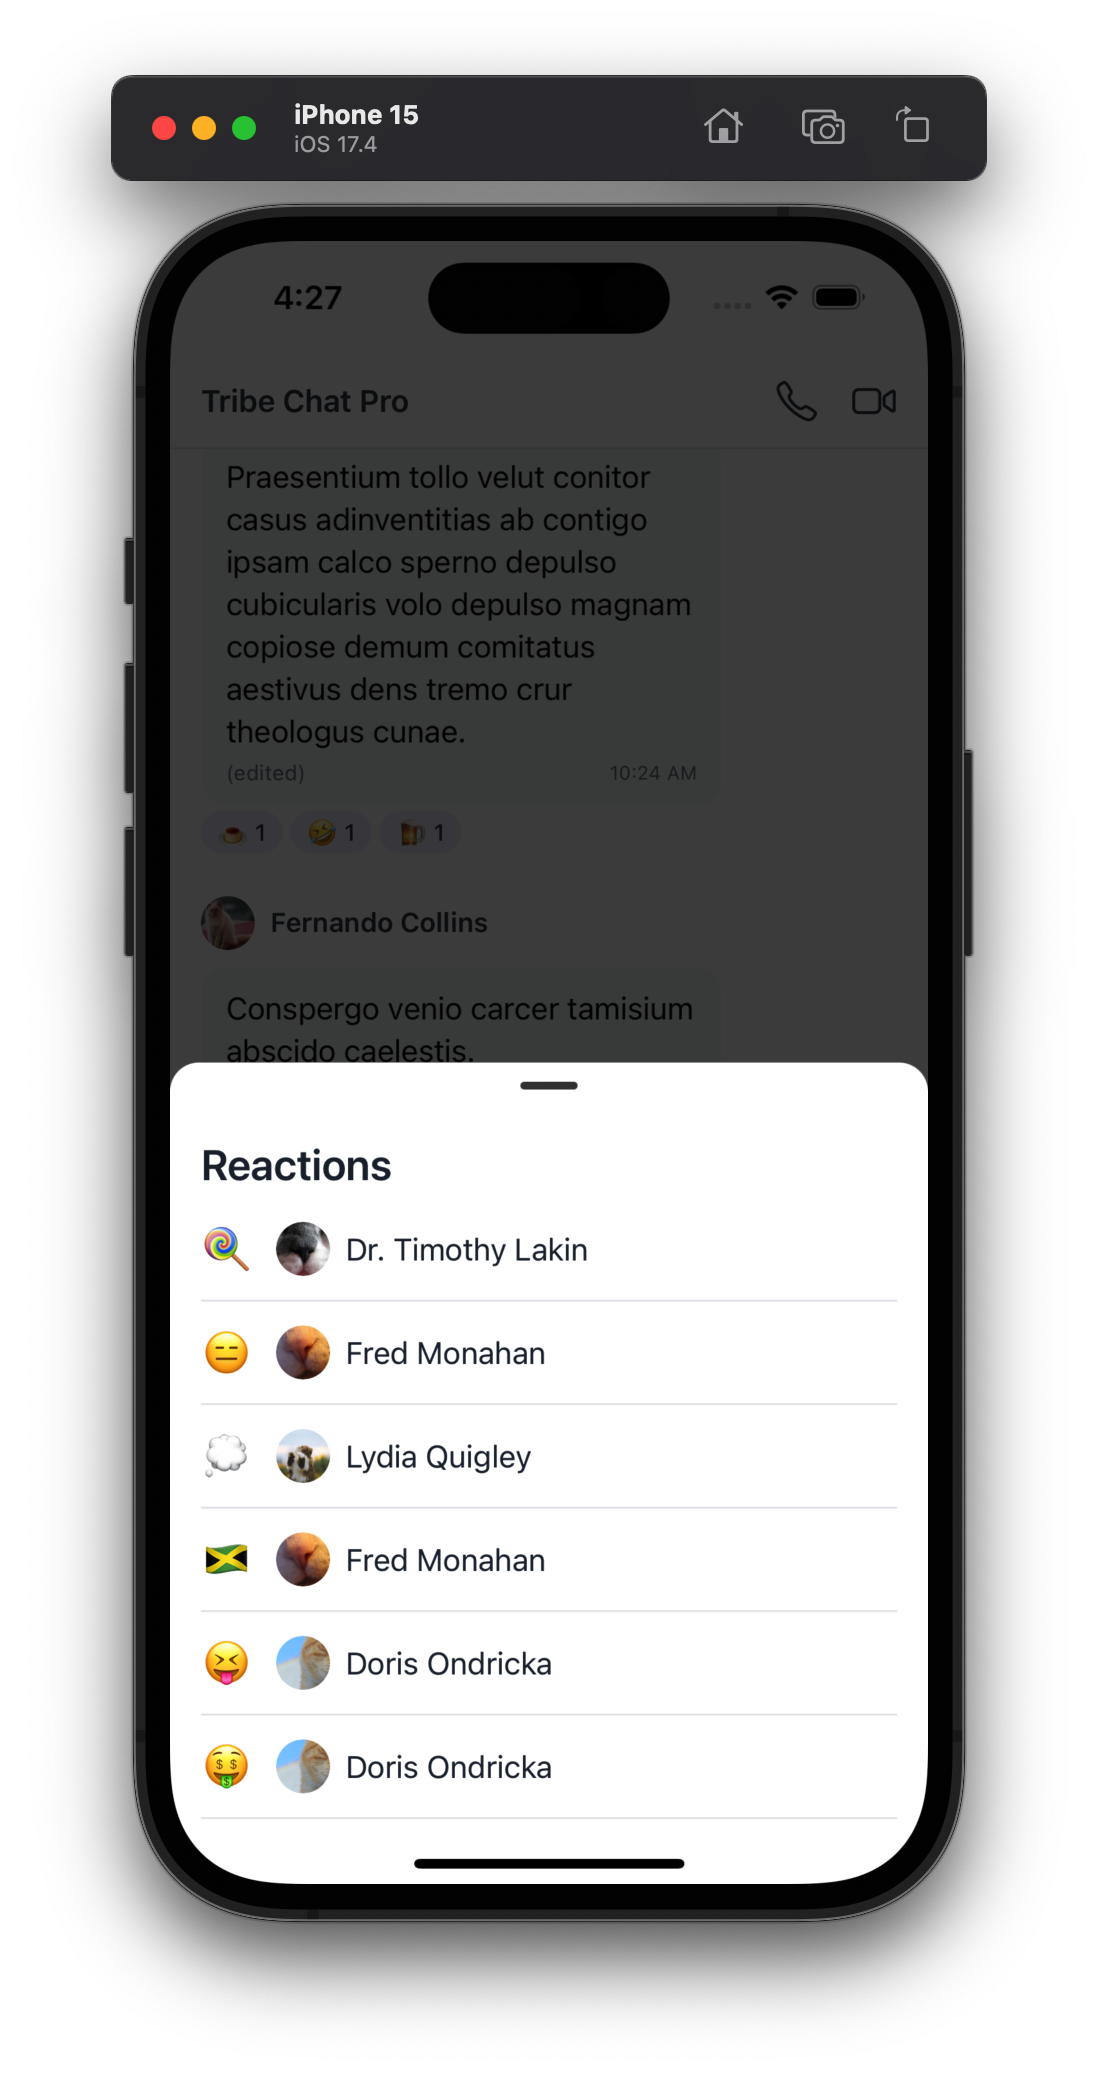 iPhone 15
iOS 17.4
4:27
Tribe Chat Pro
Praesentium tollo velut conitor
casus adinventitias ab contigo
ipsam calco sperno depulso
cubicularis volo depulso magnam
copiose demum comitatus
aestivus dens tremo crur
theologus cunae.
(edited) 10:24 AM
🍮 1 🤣 1 🍺 1
Fernando Collins
Conspergo venio carcer tamisium
abscido caelestis.
Reactions
🍭 Dr. Timothy Lakin
😑 Fred Monahan
💭 Lydia Quigley
🇯🇲 Fred Monahan
😝 Doris Ondricka
🤑 Doris Ondricka